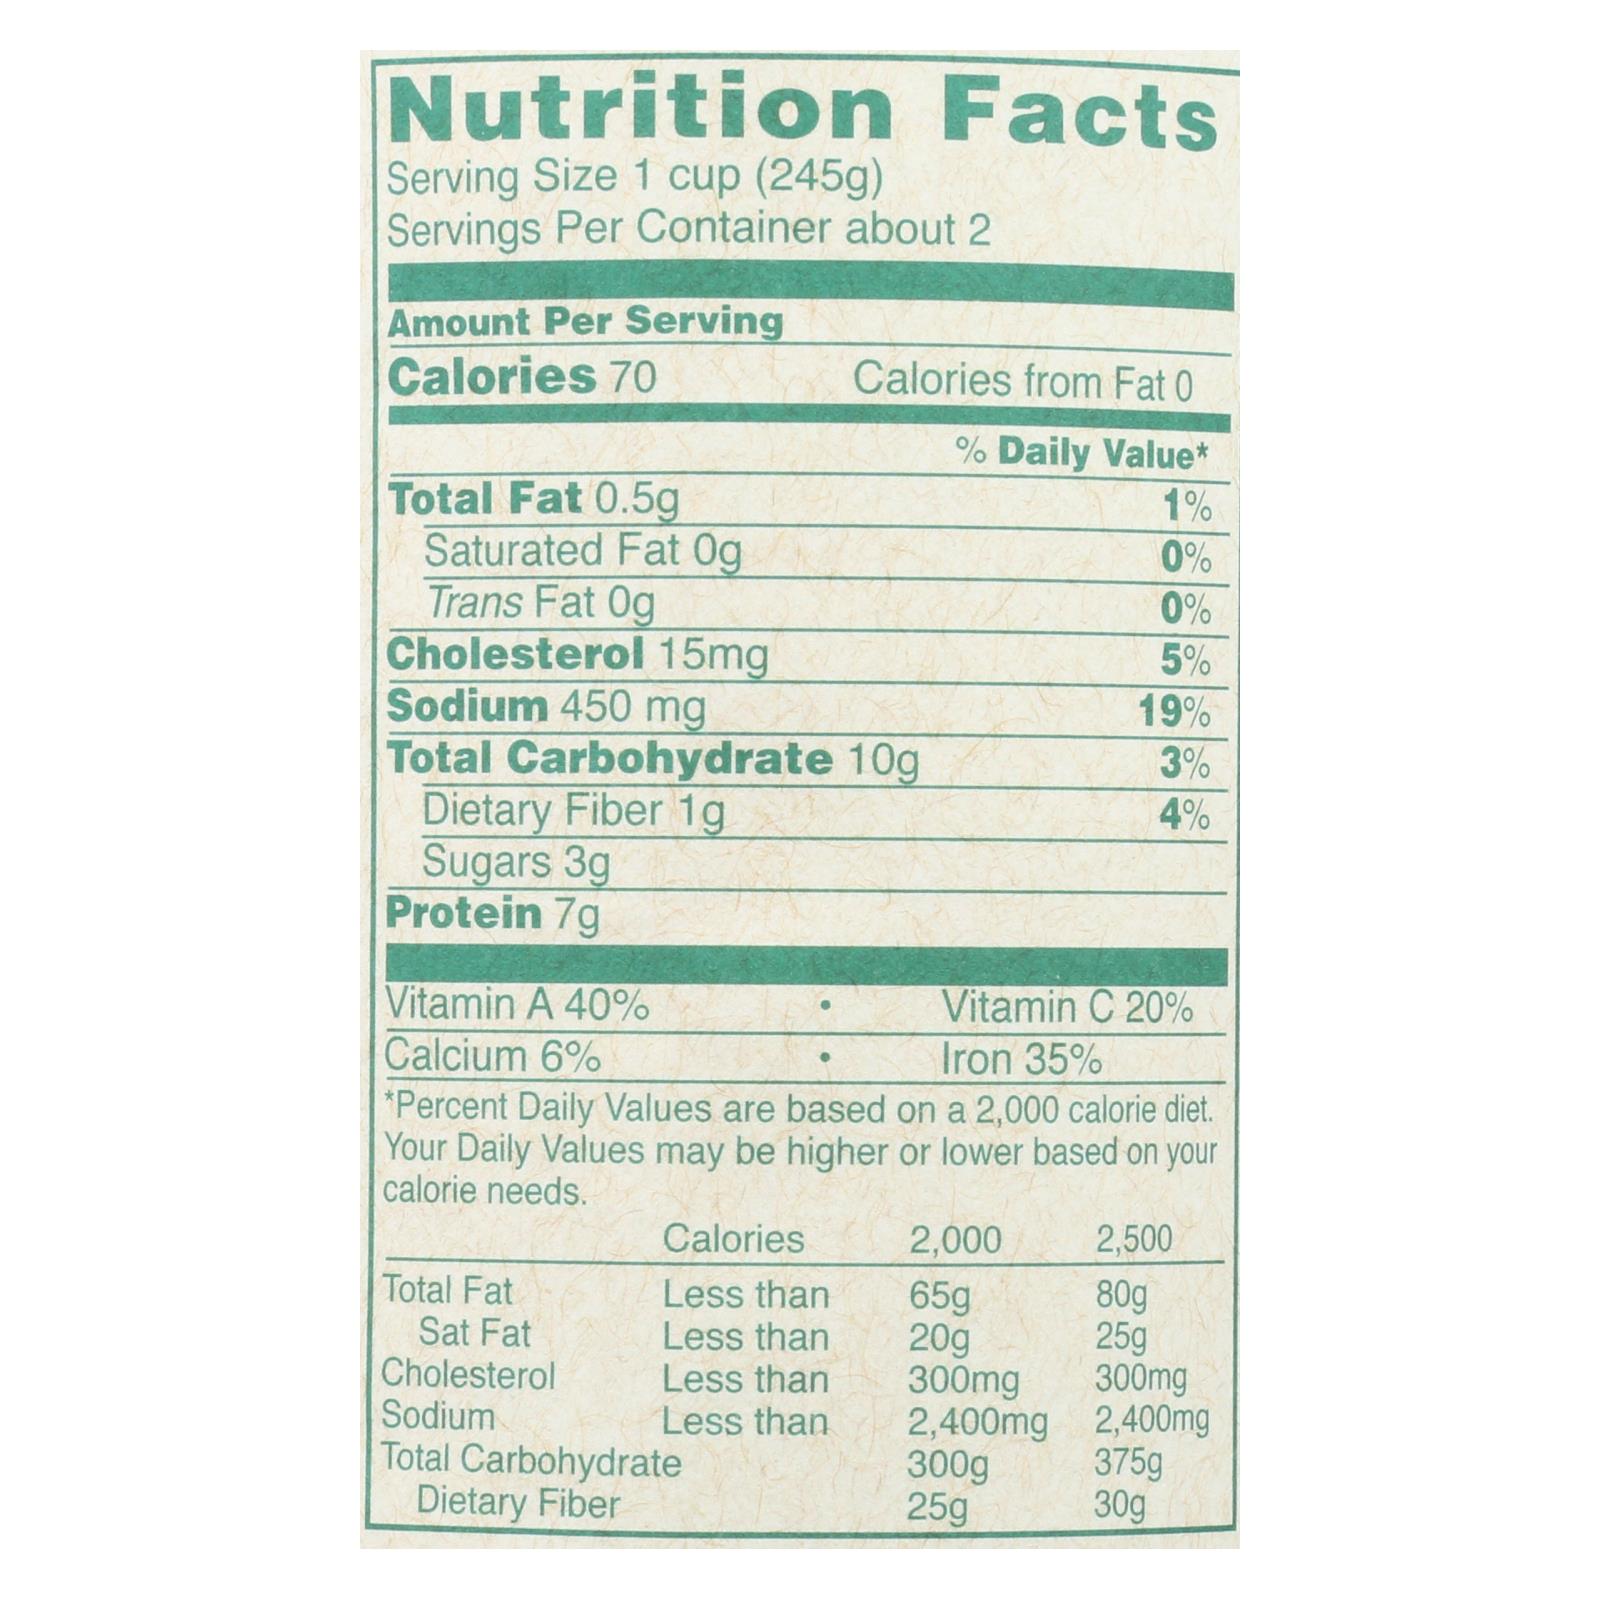 Nutrition Facts
Serving Size 1 cup (245g)
Servings Per Container about 2
Amount Per Serving
Calories 70 Calories from Fat 0
% Daily Value*
Total Fat 0.5g 1%
Saturated Fat 0g 0%
Trans Fat 0g 0%
Cholesterol 15mg 5%
Sodium 450 mg 19%
Total Carbohydrate 10g 3%
Dietary Fiber 1g 4%
Sugars 3g
Protein 7g
Vitamin A 40% • Vitamin C 20%
Calcium 6% • Iron 35%
*Percent Daily Values are based on a 2,000 calorie diet.
Your Daily Values may be higher or lower based on your
calorie needs.
Calories 2,000 2,500
Total Fat Less than 65g 80g
Sat Fat Less than 20g 25g
Cholesterol Less than 300mg 300mg
Sodium Less than 2,400mg 2,400mg
Total Carbohydrate 300g 375g
Dietary Fiber 25g 30g